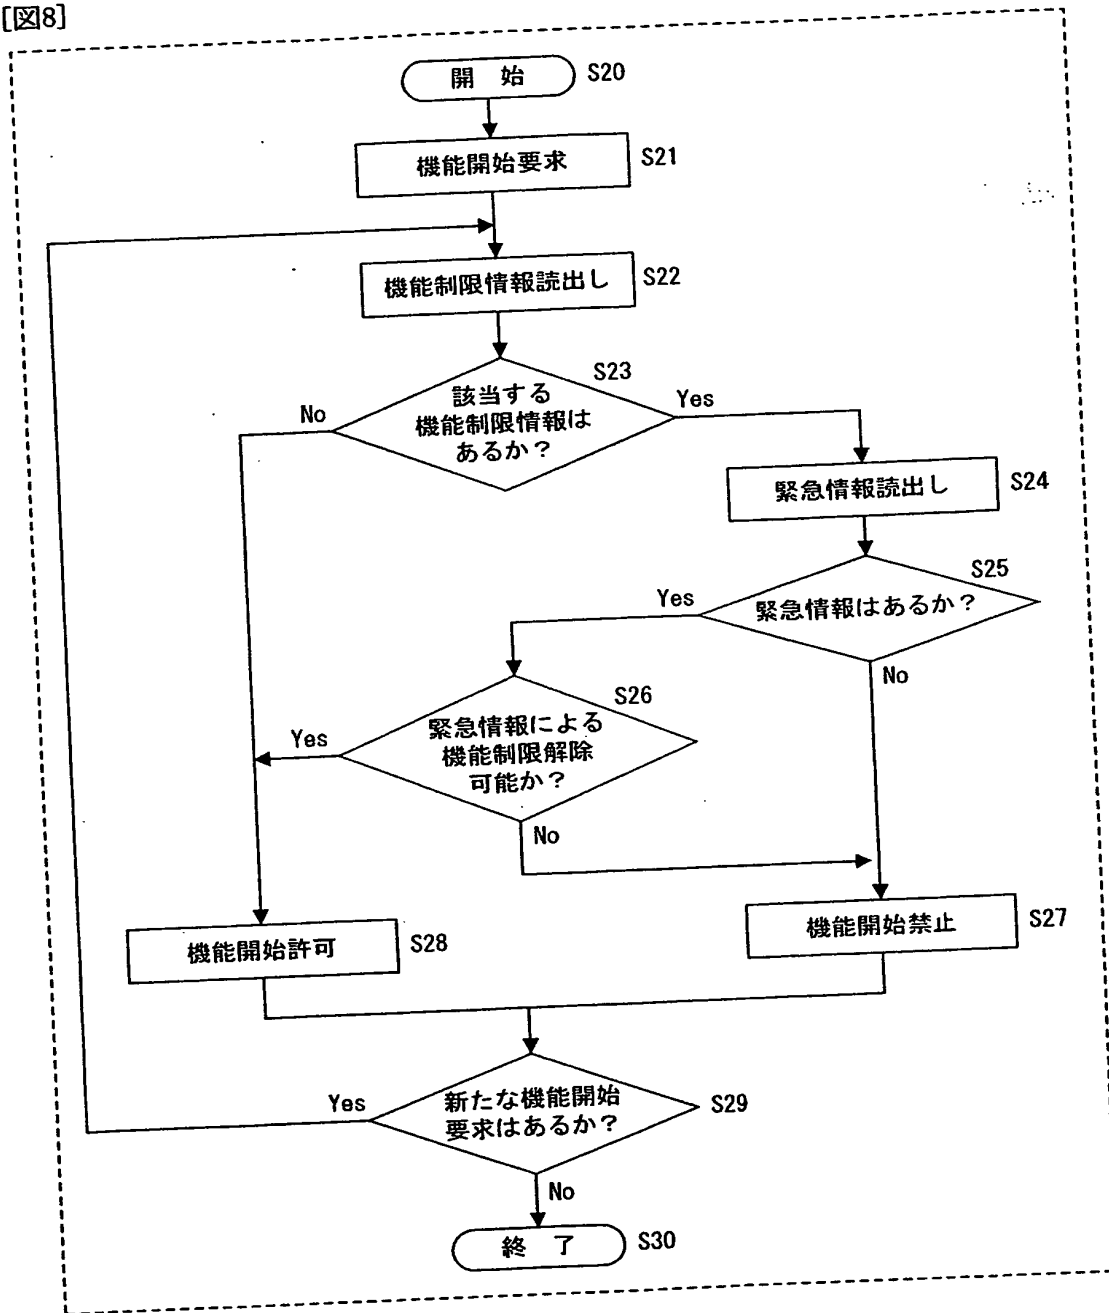 [図8]
開 始
S20
機能開始要求
S21
機能制限情報読出し
S22
S23
該当する
機能制限情報は
あるか？
No
Yes
緊急情報読出し
S24
S25
緊急情報はあるか？
Yes
No
S26
緊急情報による
機能制限解除
可能か？
Yes
No
機能開始禁止
S27
機能開始許可
S28
新たな機能開始
要求はあるか？
S29
Yes
No
終 了
S30